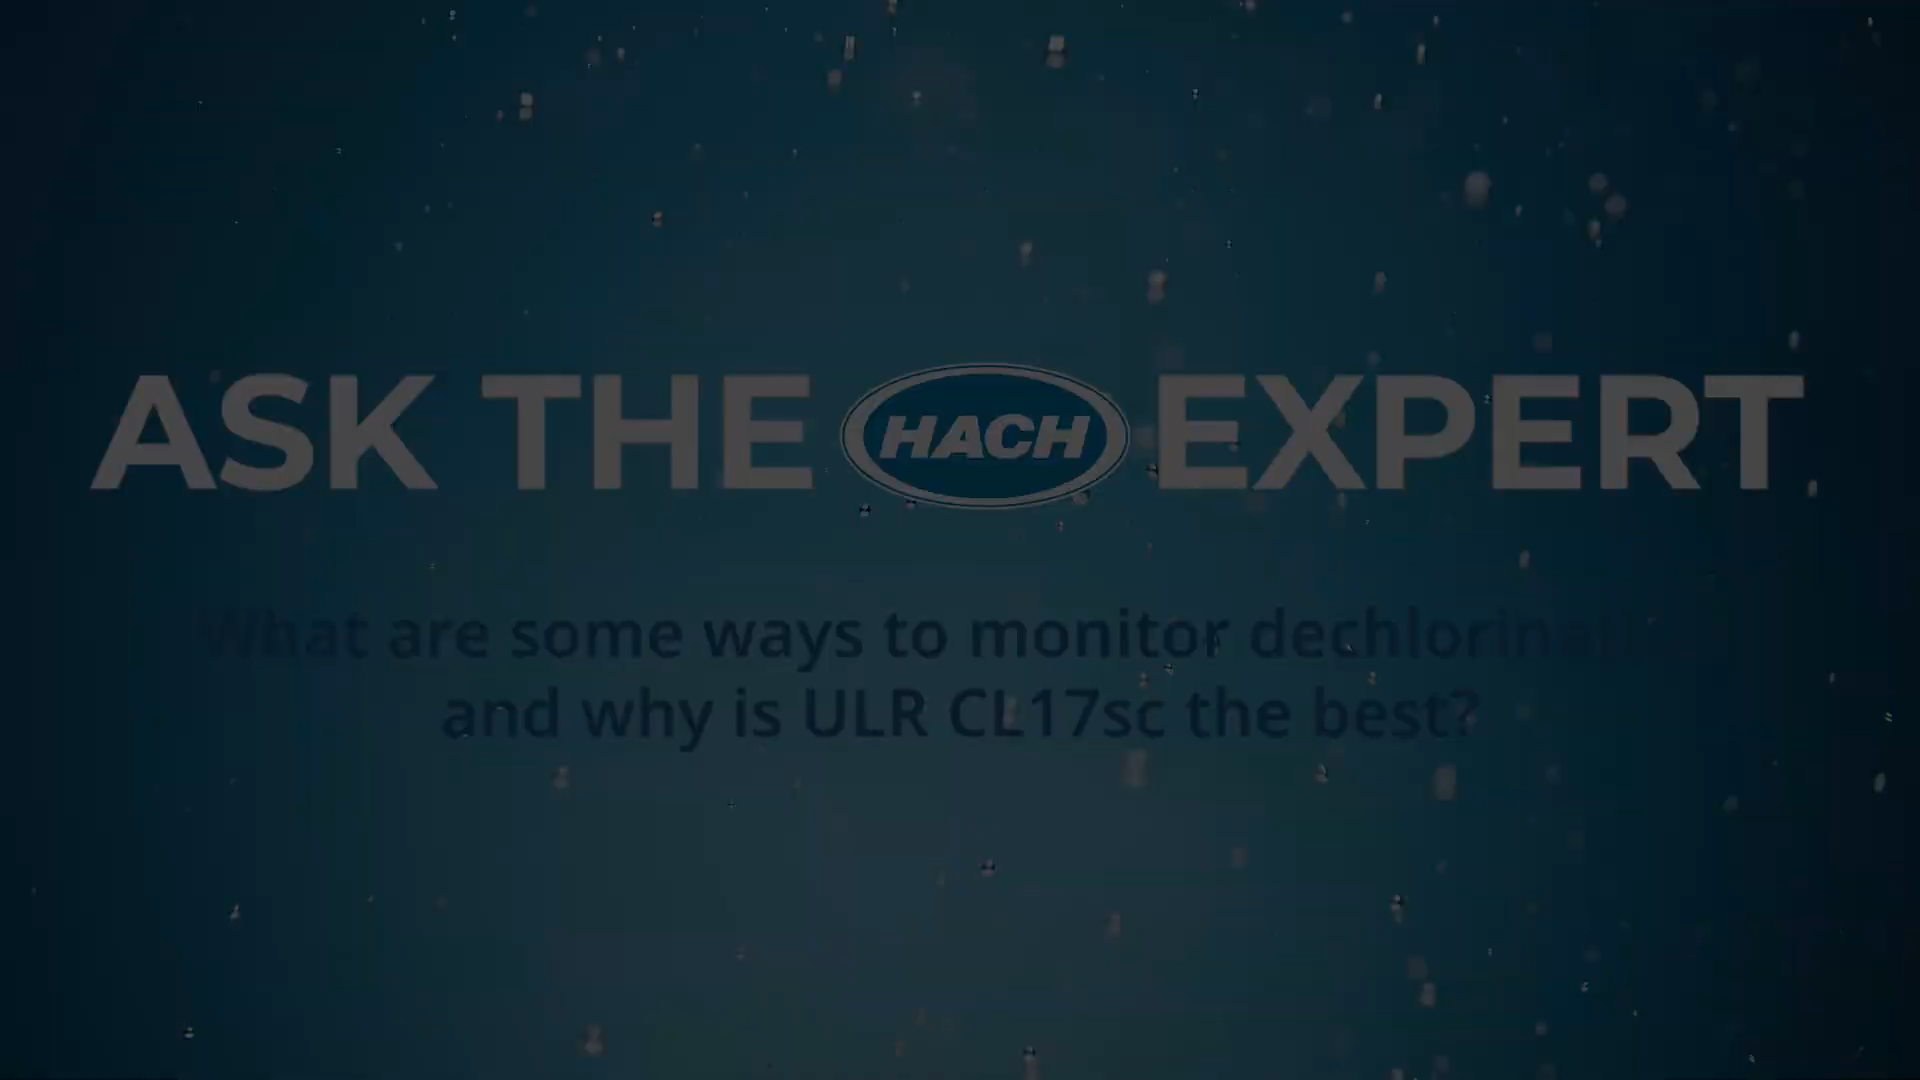 ASK THE HACH EXPERT
What are some ways to monitor
and why is ULR CL17sc the best?